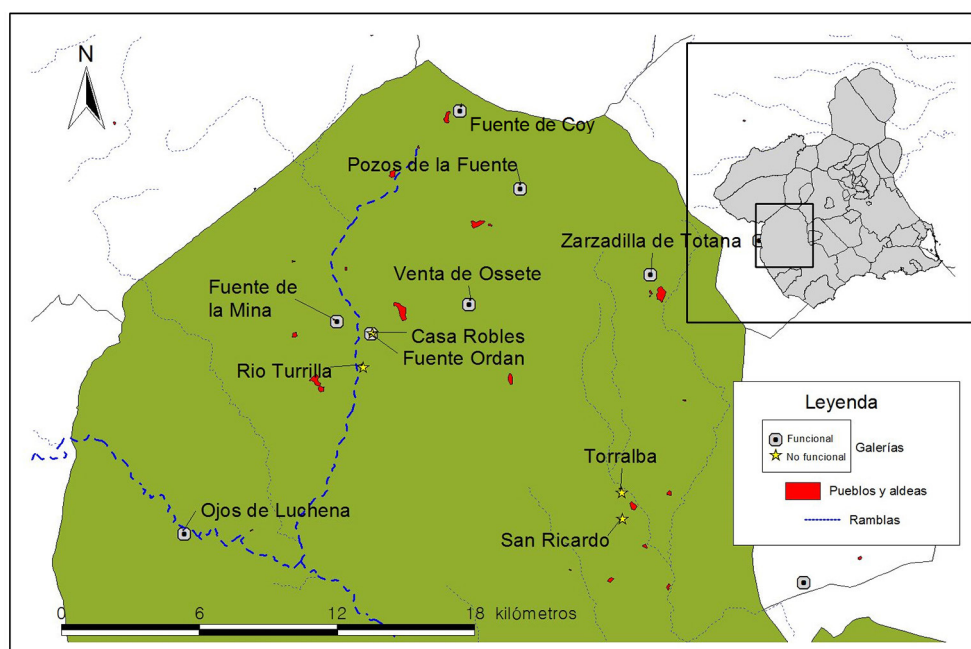 N
Fuente de Coy
Pozos de la Fuente
Zarzadilla de Totana
Venta de Ossete
Fuente de
la Mina
Casa Robles
Fuente Ordan
Rio Turrilla
Torralba
Ojos de Luchena
San Ricardo
Leyenda
Funcional
No funcional
Galerías
Pueblos y aldeas
Ramblas
0 6 12 18 kilómetros